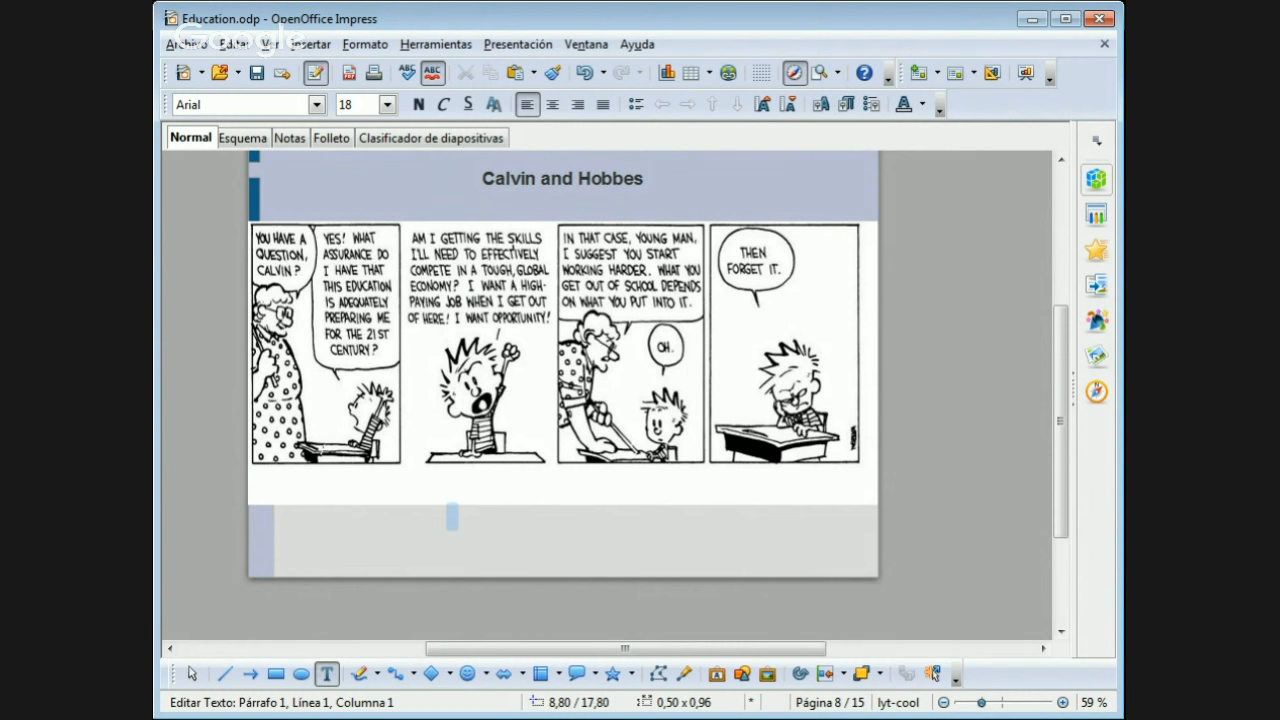 Education.odp - OpenOffice Impress
Google
Archivo Editar Ver Insertar Formato Herramientas Presentación Ventana Ayuda
Arial 18 N C S
Normal Esquema Notas Folleto Clasificador de diapositivas
Calvin and Hobbes
YOU HAVE A
QUESTION,
CALVIN?
YES! WHAT
ASSURANCE DO
I HAVE THAT
THIS EDUCATION
IS ADEQUATELY
PREPARING ME
FOR THE 21ST
CENTURY?
AM I GETTING THE SKILLS
I'LL NEED TO EFFECTIVELY
COMPETE IN A TOUGH, GLOBAL
ECONOMY? I WANT A HIGH-
PAYING JOB WHEN I GET OUT
OF HERE! I WANT OPPORTUNITY!
IN THAT CASE, YOUNG MAN,
I SUGGEST YOU START
WORKING HARDER. WHAT YOU
GET OUT OF SCHOOL DEPENDS
ON WHAT YOU PUT INTO IT.
OH.
THEN
FORGET IT.
Editar Texto: Párrafo 1, Línea 1, Columna 1 8,80 / 17,80 0,50 x 0,96 * Página 8 / 15 lyt-cool 59 %